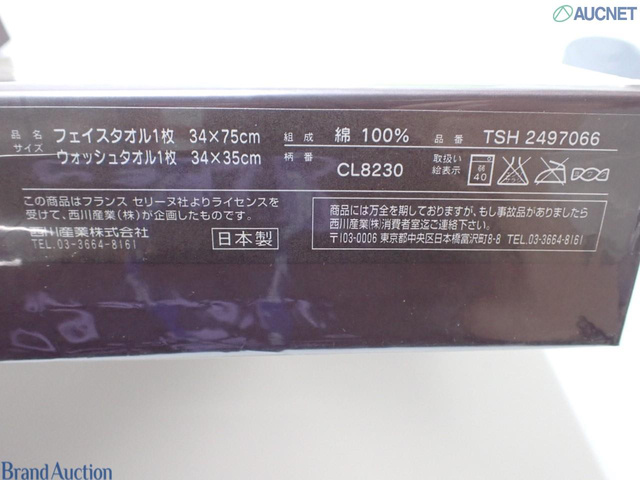 AUCNET
品名 フェイスタオル1枚 34×75cm 組成 綿 100% 品番 TSH 2497066
サイズ ウォッシュタオル1枚 34×35cm 柄番 CL8230 取扱い絵表示 40
この商品はフランス セリーヌ社よりライセンスを
受けて、西川産業(株)が企画したものです。
西川産業株式会社
TEL.03-3664-8161
日本製
商品には万全を期しておりますが、もし事故品がありましたら
西川産業(株)消費者室迄ご連絡下さい。
〒103-0006 東京都中央区日本橋富沢町8-8 TEL.03-3664-8161
Brand Auction